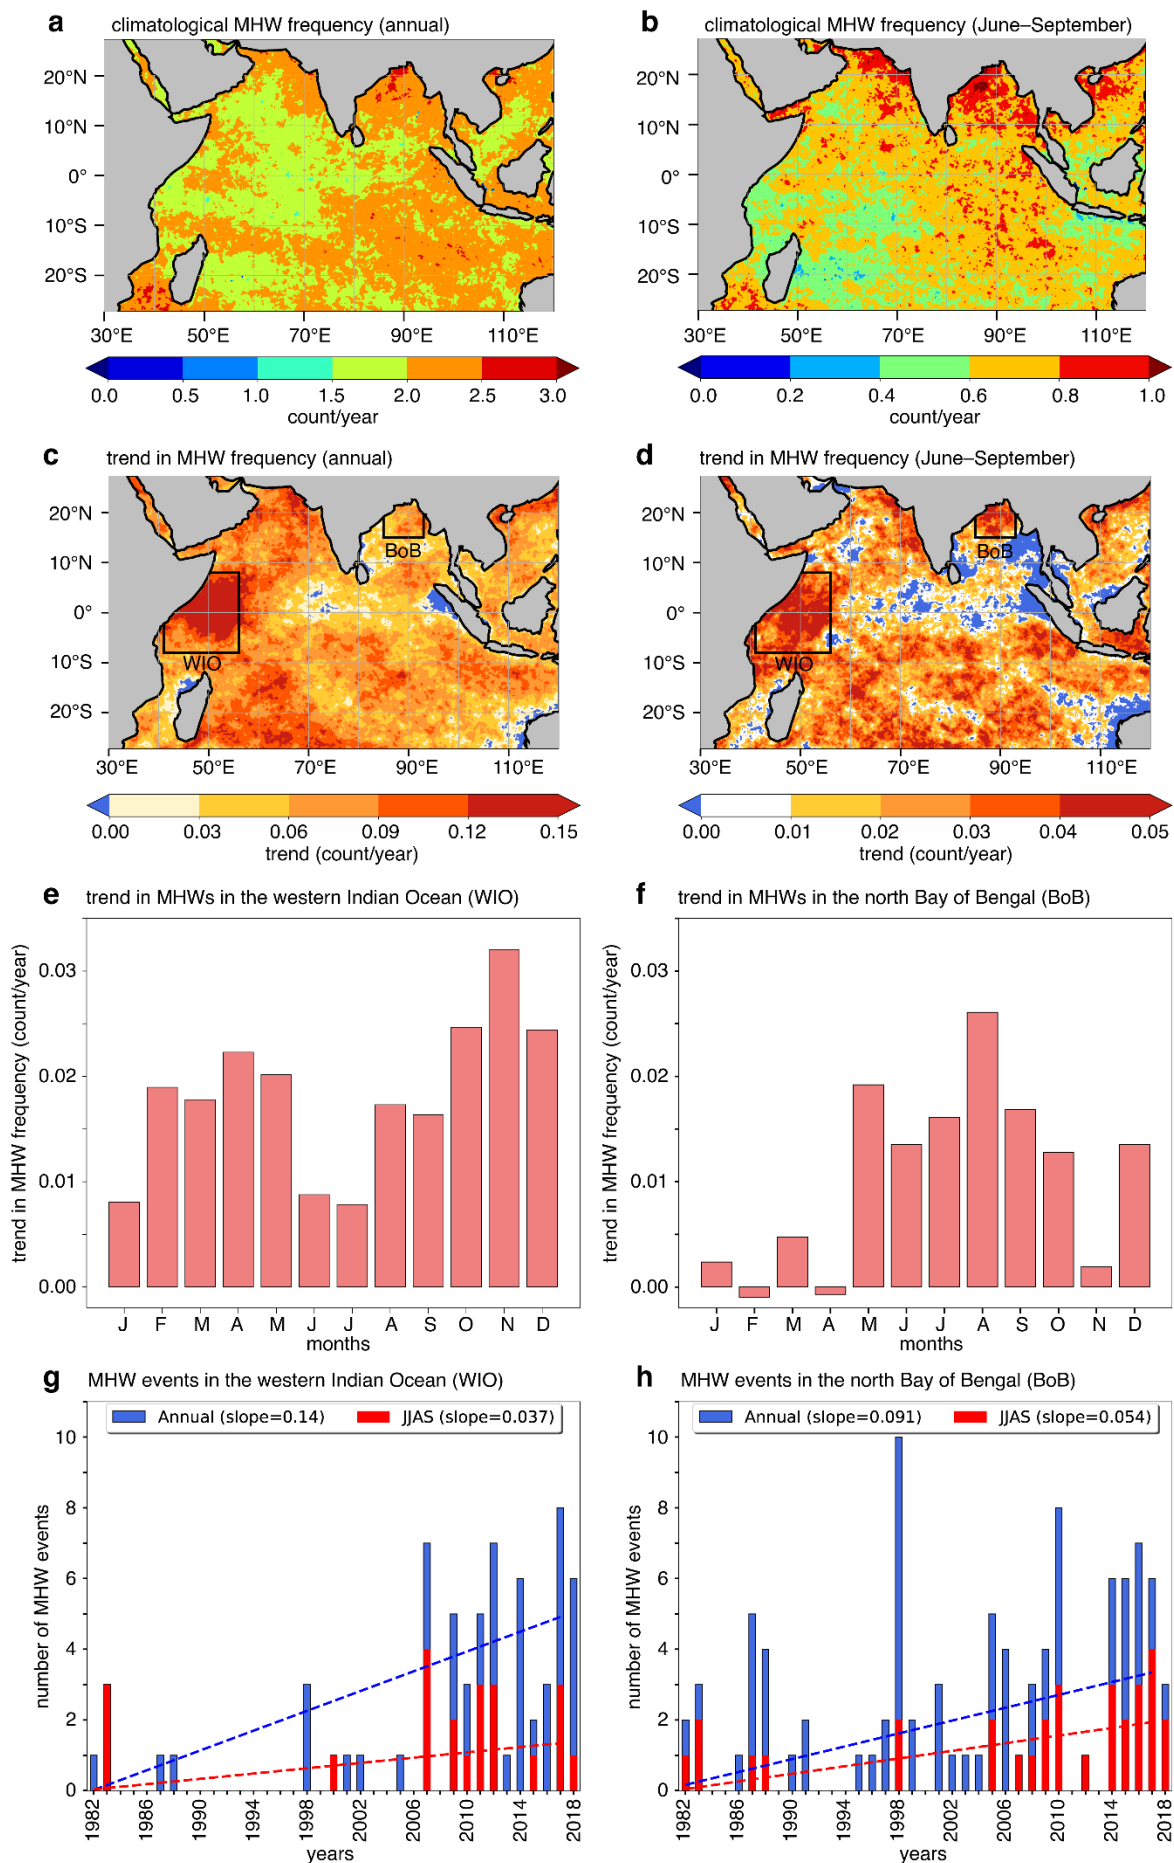 a climatological MHW frequency (annual)
20°N
10°N
0°
10°S
20°S
30°E 50°E 70°E 90°E 110°E
0.0 0.5 1.0 1.5 2.0 2.5 3.0
count/year
b climatological MHW frequency (June–September)
20°N
10°N
0°
10°S
20°S
30°E 50°E 70°E 90°E 110°E
0.0 0.2 0.4 0.6 0.8 1.0
count/year
c trend in MHW frequency (annual)
20°N
BoB
10°N
0°
WIO
10°S
20°S
30°E 50°E 70°E 90°E 110°E
0.00 0.03 0.06 0.09 0.12 0.15
trend (count/year)
d trend in MHW frequency (June–September)
20°N
BoB
10°N
0°
WIO
10°S
20°S
30°E 50°E 70°E 90°E 110°E
0.00 0.01 0.02 0.03 0.04 0.05
trend (count/year)
e trend in MHWs in the western Indian Ocean (WIO)
trend in MHW frequency (count/year)
0.03
0.02
0.01
0.00
J F M A M J J A S O N D
months
f trend in MHWs in the north Bay of Bengal (BoB)
trend in MHW frequency (count/year)
0.03
0.02
0.01
0.00
J F M A M J J A S O N D
months
g MHW events in the western Indian Ocean (WIO)
Annual (slope=0.14) JJAS (slope=0.037)
number of MHW events
10
8
6
4
2
0
1982 1986 1990 1994 1998 2002 2006 2010 2014 2018
years
h MHW events in the north Bay of Bengal (BoB)
Annual (slope=0.091) JJAS (slope=0.054)
number of MHW events
10
8
6
4
2
0
1982 1986 1990 1994 1998 2002 2006 2010 2014 2018
years